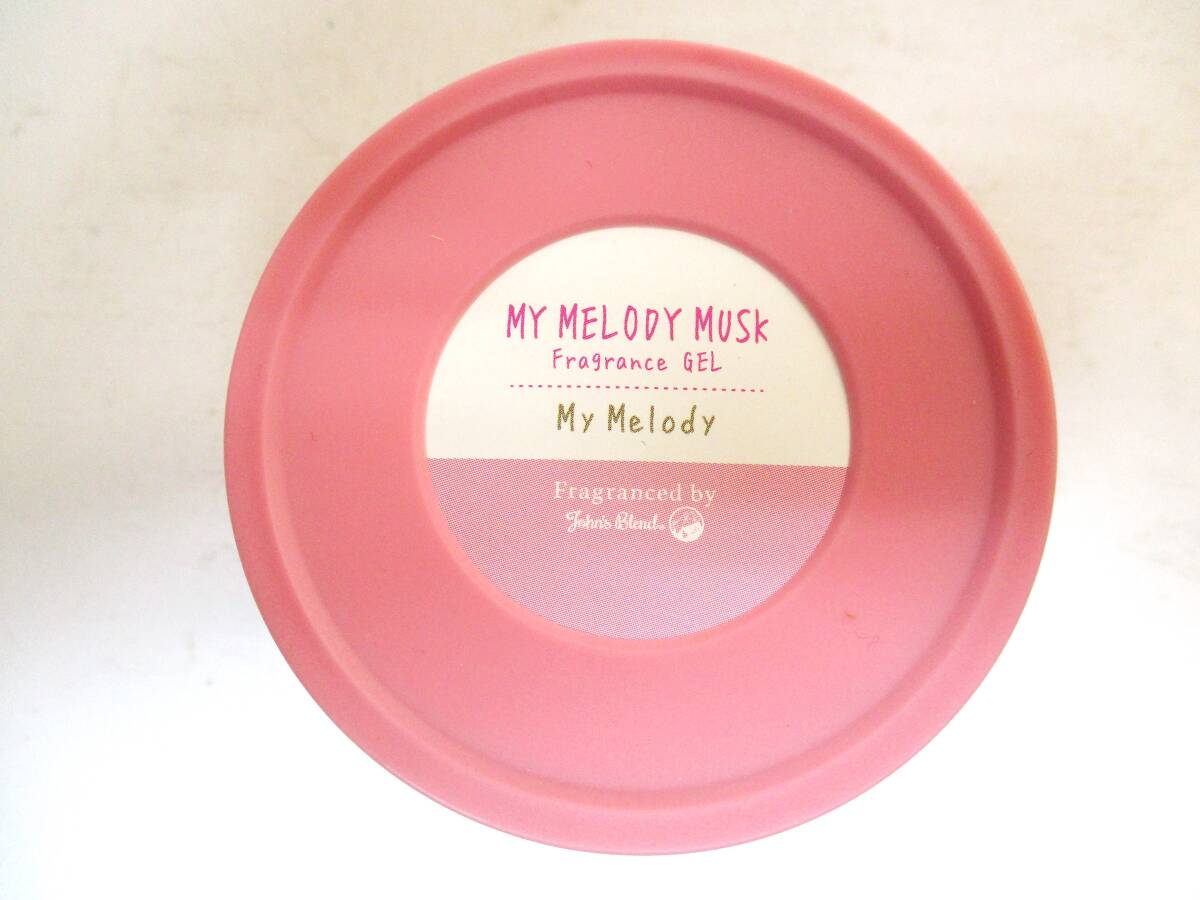 MY MELODY MUSK
Fragrance GEL
My Melody
Fragranced by
John's Blend